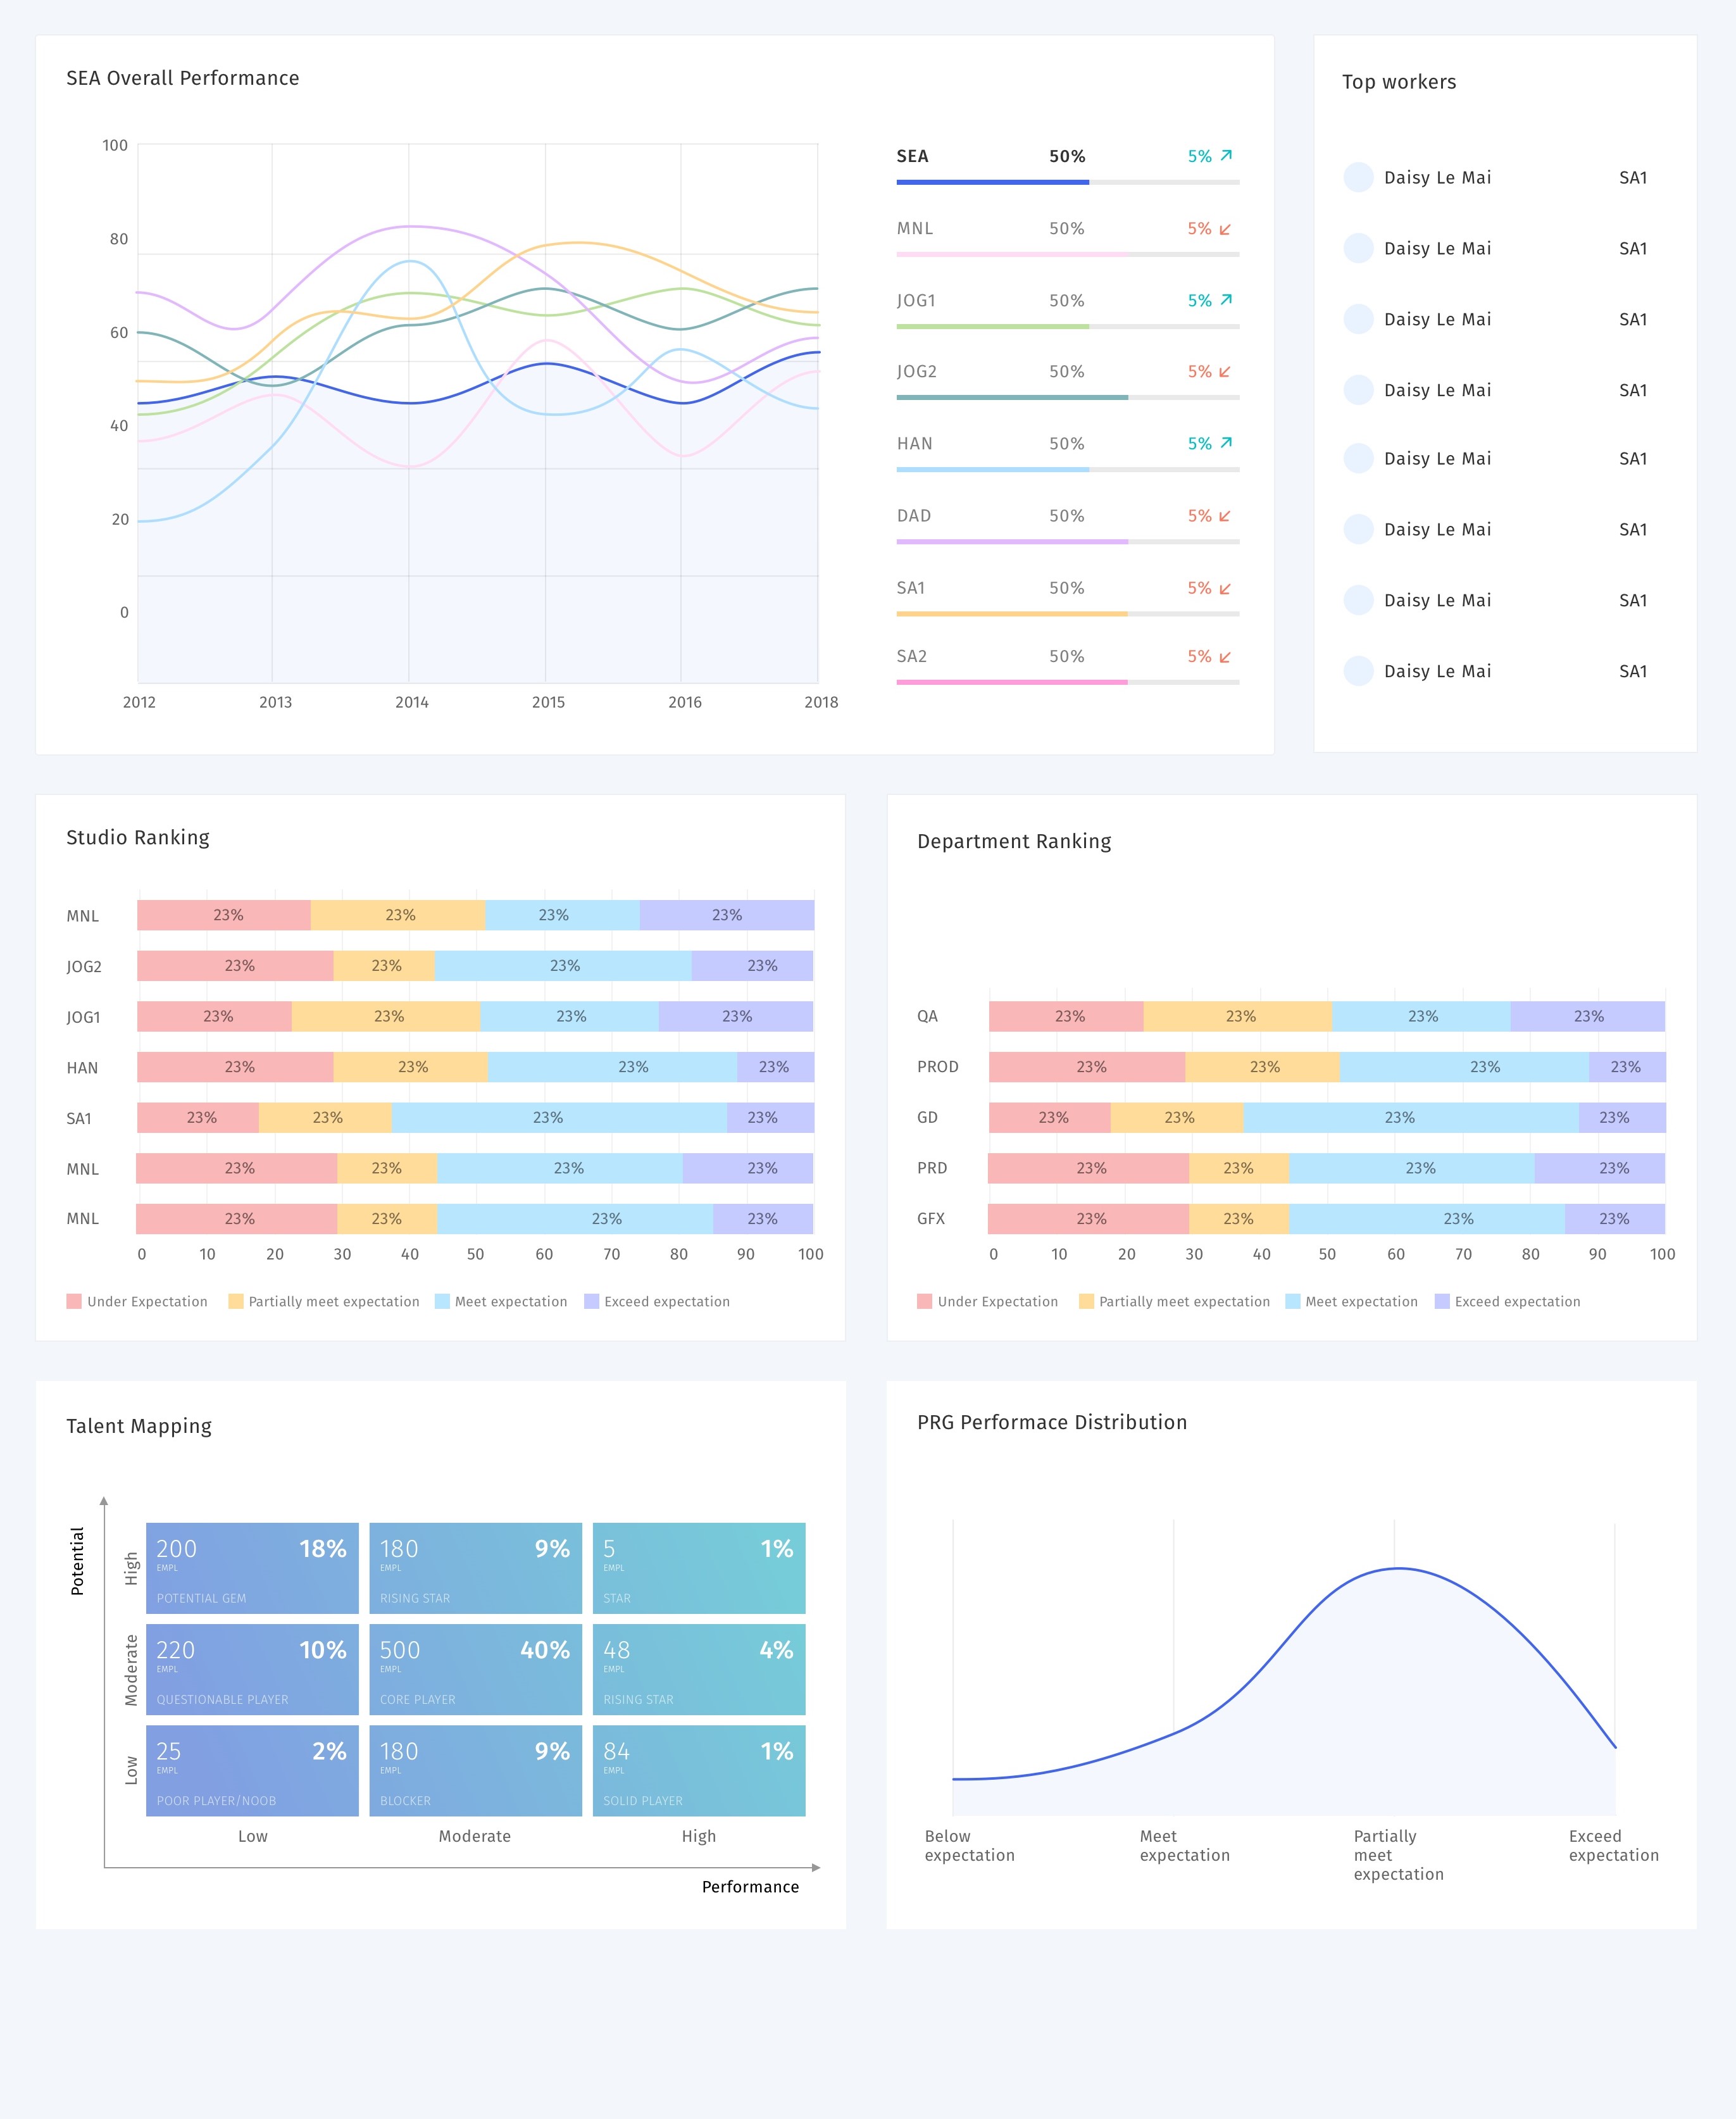 SEA Overall Performance
100
80
60
40
20
0
2012 2013 2014 2015 2016 2018
SEA 50% 5%
MNL 50% 5%
JOG1 50% 5%
JOG2 50% 5%
HAN 50% 5%
DAD 50% 5%
SA1 50% 5%
SA2 50% 5%
Top workers
Daisy Le Mai SA1
Daisy Le Mai SA1
Daisy Le Mai SA1
Daisy Le Mai SA1
Daisy Le Mai SA1
Daisy Le Mai SA1
Daisy Le Mai SA1
Daisy Le Mai SA1
Studio Ranking
MNL 23% 23% 23% 23%
JOG2 23% 23% 23% 23%
JOG1 23% 23% 23% 23%
HAN 23% 23% 23% 23%
SA1 23% 23% 23% 23%
MNL 23% 23% 23% 23%
MNL 23% 23% 23% 23%
0 10 20 30 40 50 60 70 80 90 100
Under Expectation Partially meet expectation Meet expectation Exceed expectation
Department Ranking
QA 23% 23% 23% 23%
PROD 23% 23% 23% 23%
GD 23% 23% 23% 23%
PRD 23% 23% 23% 23%
GFX 23% 23% 23% 23%
0 10 20 30 40 50 60 70 80 90 100
Under Expectation Partially meet expectation Meet expectation Exceed expectation
Talent Mapping
Potential
High
200 18%
EMPL
POTENTIAL GEM
180 9%
EMPL
RISING STAR
5 1%
EMPL
STAR
Moderate
220 10%
EMPL
QUESTIONABLE PLAYER
500 40%
EMPL
CORE PLAYER
48 4%
EMPL
RISING STAR
Low
25 2%
EMPL
POOR PLAYER/NOOB
180 9%
EMPL
BLOCKER
84 1%
EMPL
SOLID PLAYER
Low Moderate High
Performance
PRG Performace Distribution
Below
expectation
Meet
expectation
Partially
meet
expectation
Exceed
expectation